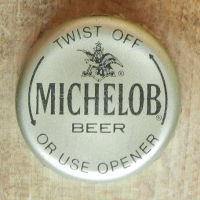 TWIST OFF
MICHELOB®
BEER
OR USE OPENER